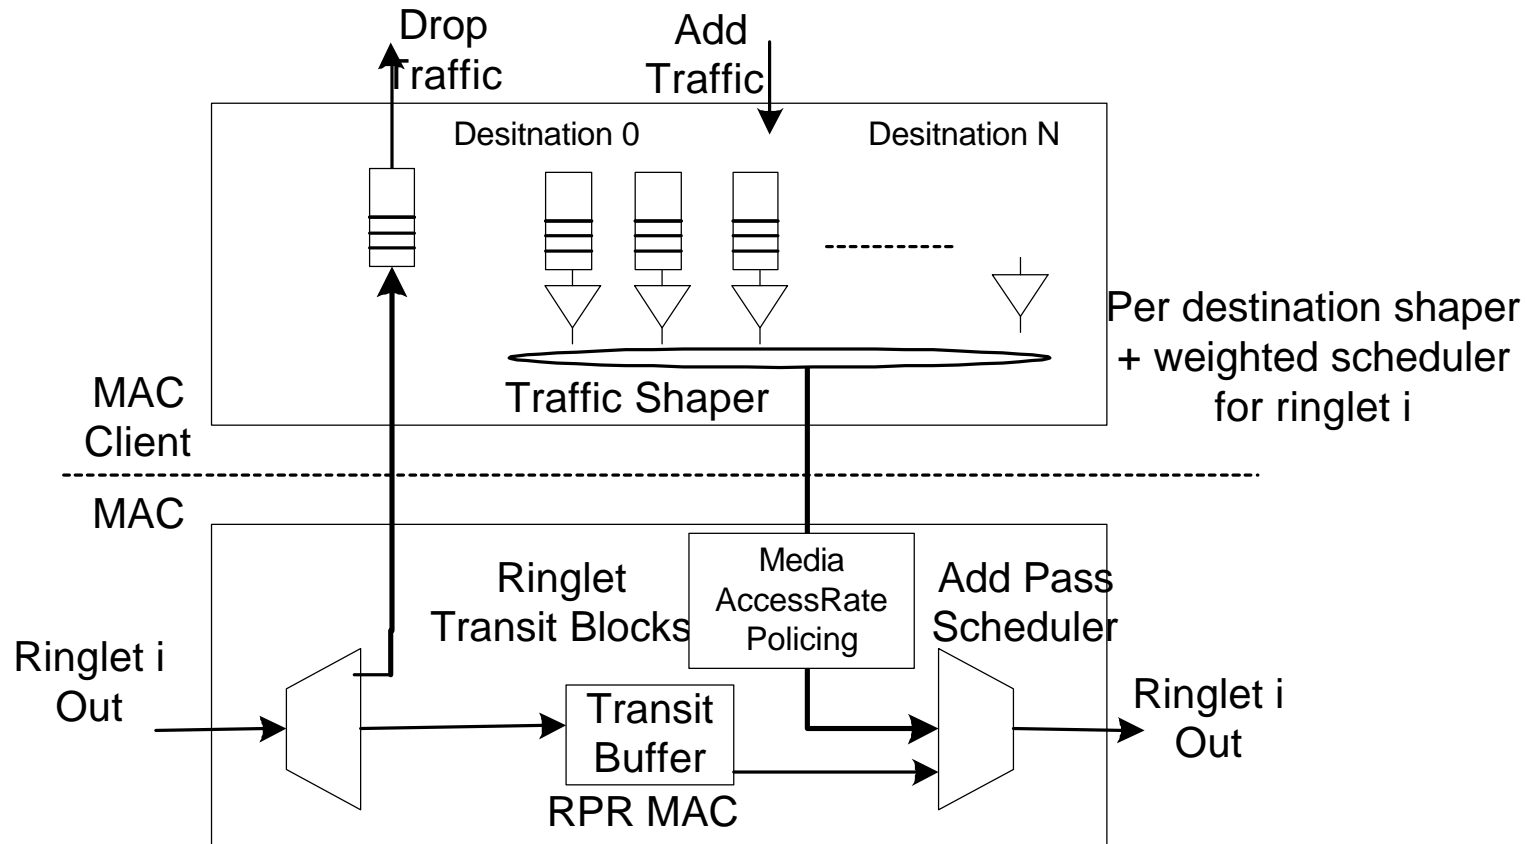 Drop
Traffic
Add
Traffic
Desitnation 0
Desitnation N
Per destination shaper
+ weighted scheduler
for ringlet i
Traffic Shaper
MAC
Client
MAC
Ringlet
Transit Blocks
Media
AccessRate
Policing
Add Pass
Scheduler
Ringlet i
Out
Transit
Buffer
Ringlet i
Out
RPR MAC